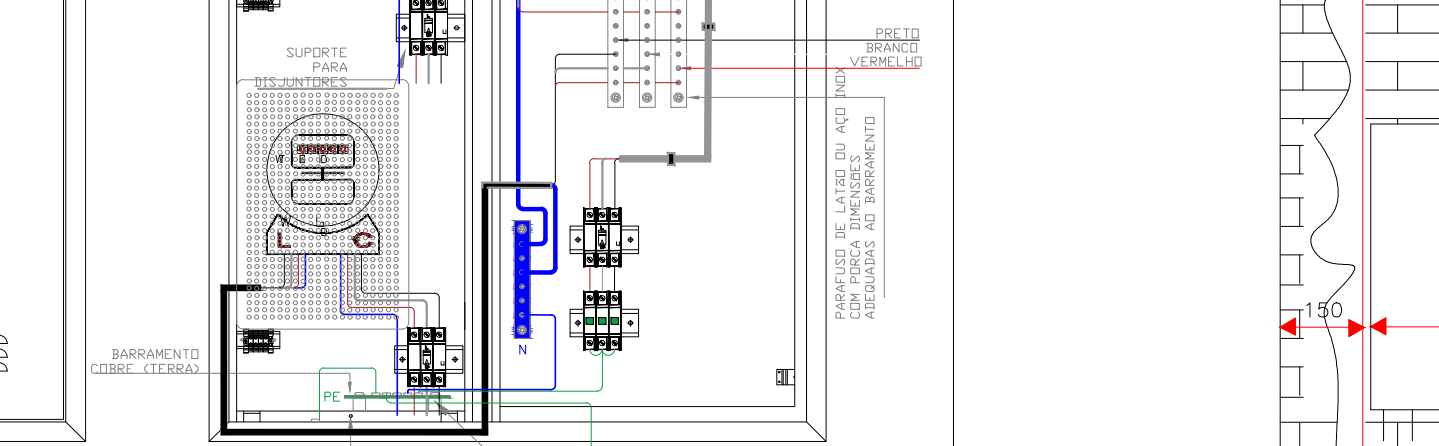 SUPORTE
PARA
DISJUNTORES
PRETO
BRANCO
VERMELHO
PARAFUSO DE LATÃO OU AÇO INOX
COM PORCA DIMENSÕES
ADEQUADAS AO BARRAMENTO
L C
N
150
BARRAMENTO
COBRE (TERRA)
PE